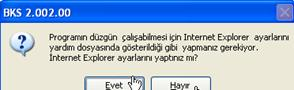 BKS 2.002.00
Programın düzgün çalışabilmesi için Internet Explorer ayarlarını
yardım dosyasında gösterildiği gibi yapmanız gerekiyor.
Internet Explorer ayarlarını yaptınız mı?
Evet Hayır